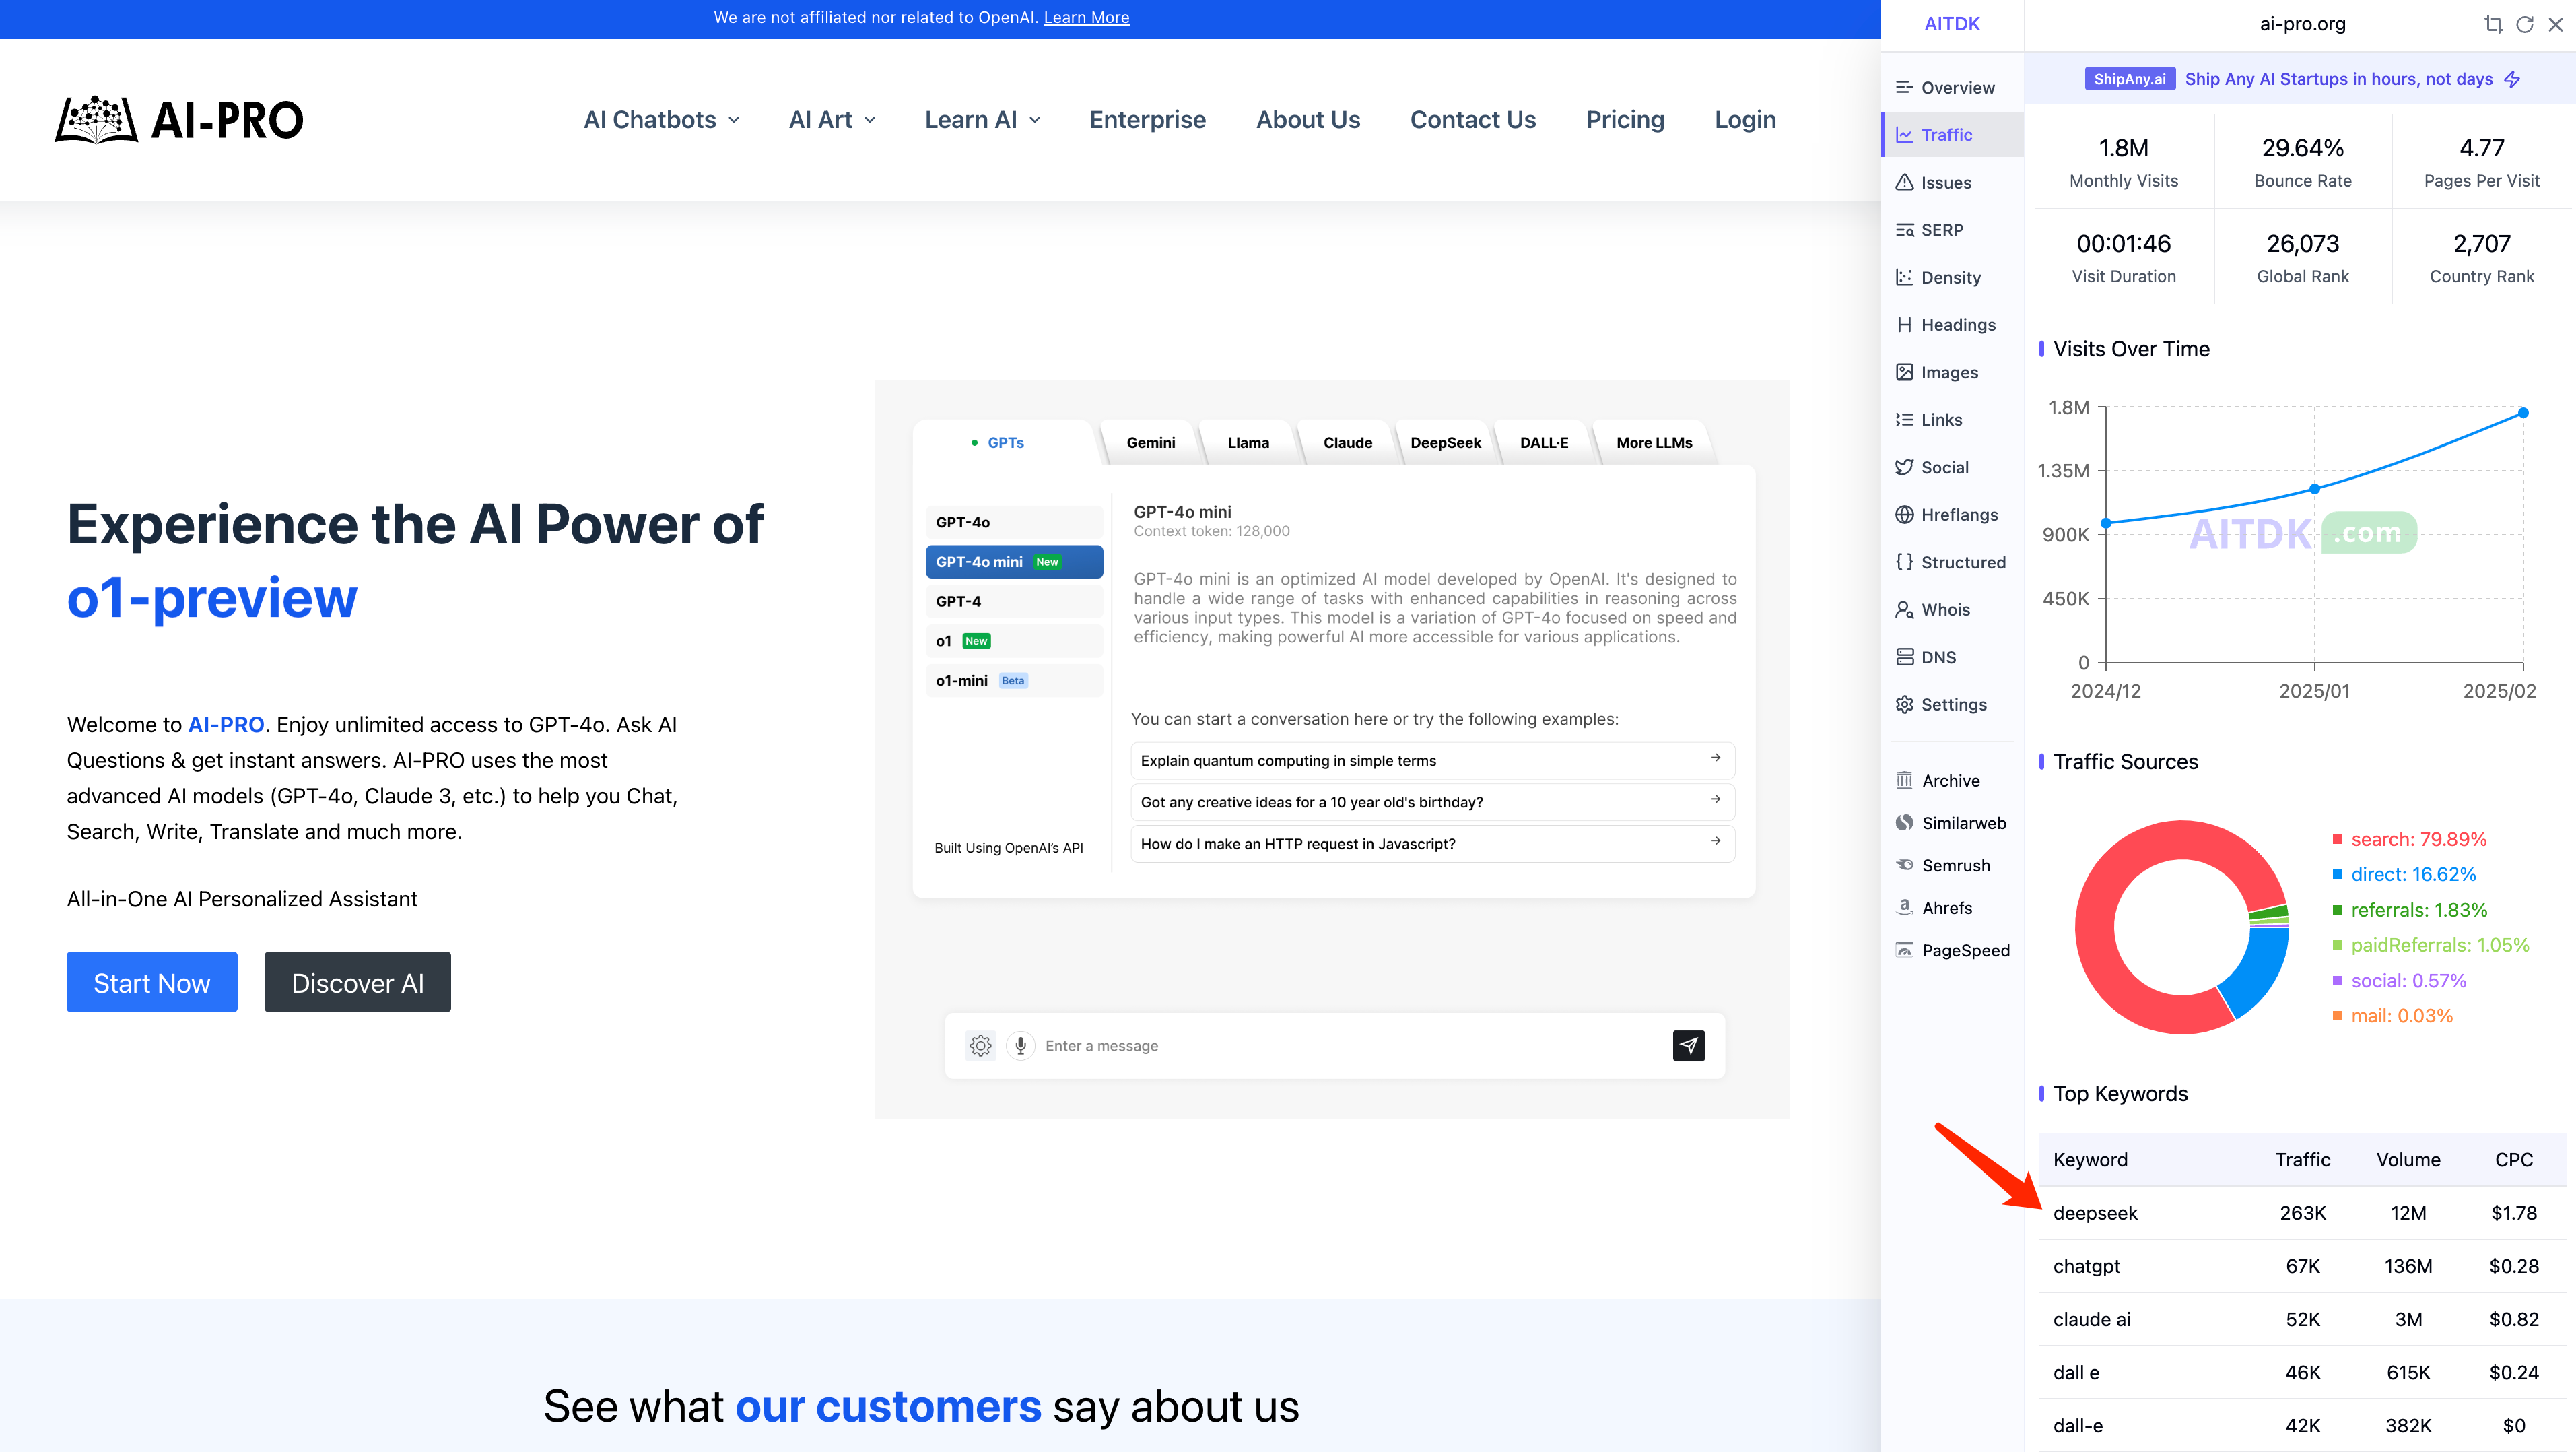 We are not affiliated nor related to OpenAI. Learn More
AI-PRO
AI Chatbots
AI Art
Learn AI
Enterprise
About Us
Contact Us
Pricing
Login
Experience the AI Power of
o1-preview
Welcome to AI-PRO. Enjoy unlimited access to GPT-4o. Ask AI
Questions & get instant answers. AI-PRO uses the most
advanced AI models (GPT-4o, Claude 3, etc.) to help you Chat,
Search, Write, Translate and much more.
All-in-One AI Personalized Assistant
Start Now
Discover AI
GPTs
Gemini
Llama
Claude
DeepSeek
DALL·E
More LLMs
GPT-4o
GPT-4o mini New
GPT-4
o1 New
o1-mini Beta
Built Using OpenAI's API
GPT-4o mini
Context token: 128,000
GPT-4o mini is an optimized AI model developed by OpenAI. It's designed to
handle a wide range of tasks with enhanced capabilities in reasoning across
various input types. This model is a variation of GPT-4o focused on speed and
efficiency, making powerful AI more accessible for various applications.
You can start a conversation here or try the following examples:
Explain quantum computing in simple terms
Got any creative ideas for a 10 year old's birthday?
How do I make an HTTP request in Javascript?
Enter a message
See what our customers say about us
AITDK
ai-pro.org
Overview
Traffic
Issues
SERP
Density
Headings
Images
Links
Social
Hreflangs
Structured
Whois
DNS
Settings
Archive
Similarweb
Semrush
Ahrefs
PageSpeed
ShipAny.ai Ship Any AI Startups in hours, not days
1.8M
Monthly Visits
29.64%
Bounce Rate
4.77
Pages Per Visit
00:01:46
Visit Duration
26,073
Global Rank
2,707
Country Rank
Visits Over Time
1.8M
1.35M
900K
450K
0
2024/12
2025/01
2025/02
AITDK .com
Traffic Sources
search: 79.89%
direct: 16.62%
referrals: 1.83%
paidReferrals: 1.05%
social: 0.57%
mail: 0.03%
Top Keywords
Keyword Traffic Volume CPC
deepseek 263K 12M $1.78
chatgpt 67K 136M $0.28
claude ai 52K 3M $0.82
dall e 46K 615K $0.24
dall-e 42K 382K $0